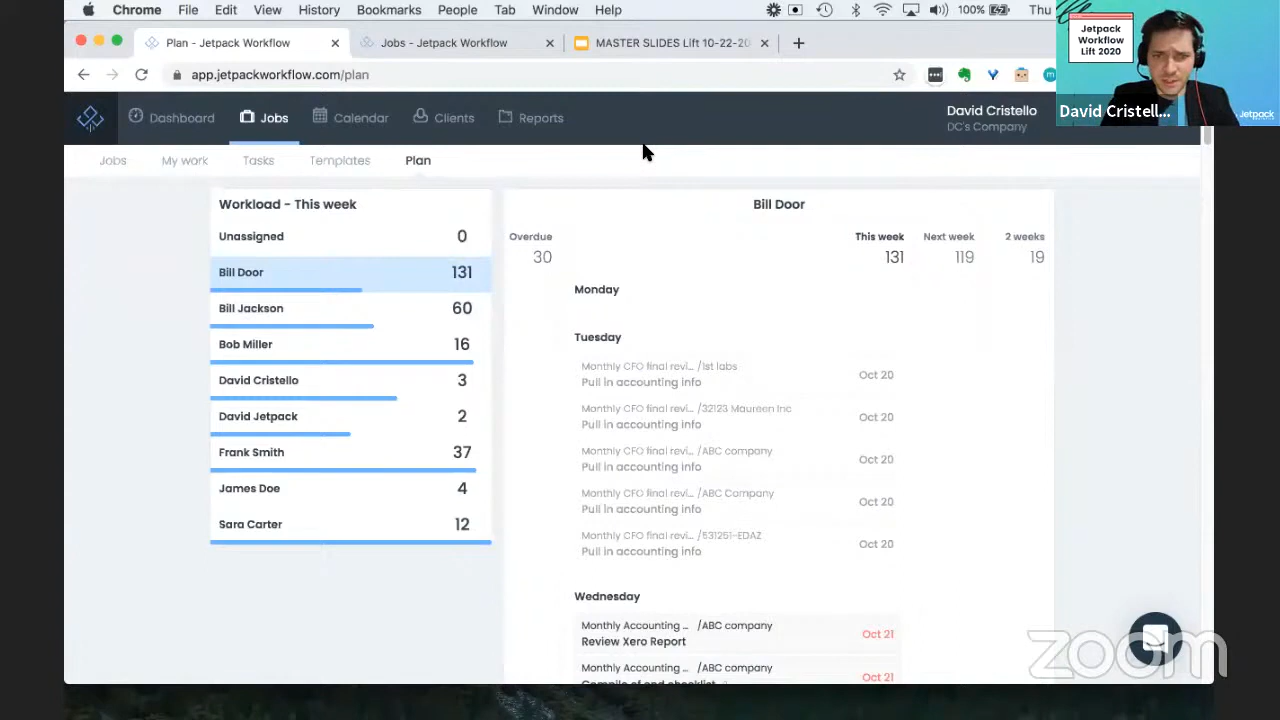 Chrome File Edit View History Bookmarks People Tab Window Help 100% Thu
Plan - Jetpack Workflow
Jobs - Jetpack Workflow
MASTER SLIDES Lift 10-22-20
app.jetpackworkflow.com/plan
Jetpack
Workflow
Lift 2020
David Cristell...
Jetpack
Dashboard Jobs Calendar Clients Reports
David Cristello
DC's Company
Jobs My work Tasks Templates Plan
Workload - This week
Unassigned 0
Bill Door 131
Bill Jackson 60
Bob Miller 16
David Cristello 3
David Jetpack 2
Frank Smith 37
James Doe 4
Sara Carter 12
Bill Door
Overdue This week Next week 2 weeks
30 131 119 19
Monday
Tuesday
Monthly CFO final revi... /1st labs
Pull in accounting info Oct 20
Monthly CFO final revi... /32123 Maureen Inc
Pull in accounting info Oct 20
Monthly CFO final revi... /ABC company
Pull in accounting info Oct 20
Monthly CFO final revi... /ABC Company
Pull in accounting info Oct 20
Monthly CFO final revi... /531251-EDAZ
Pull in accounting info Oct 20
Wednesday
Monthly Accounting ... /ABC company
Review Xero Report Oct 21
Monthly Accounting ... /ABC company
Oct 21
zoom